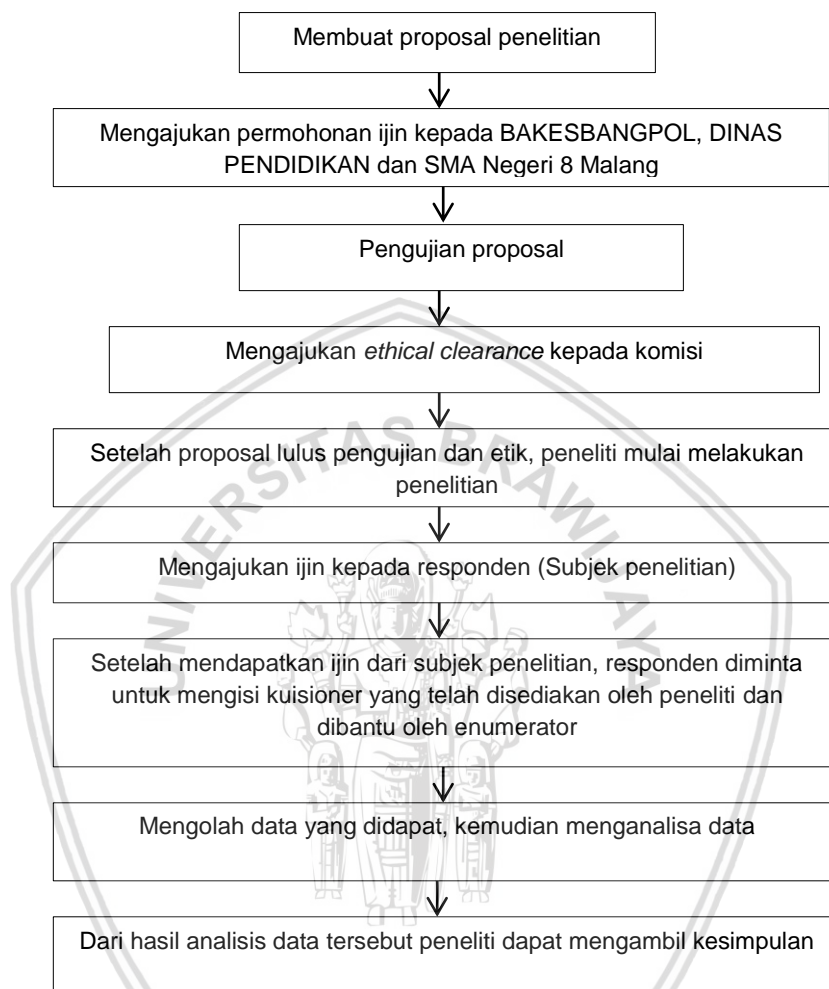 Membuat proposal penelitian
Mengajukan permohonan ijin kepada BAKESBANGPOL, DINAS
PENDIDIKAN dan SMA Negeri 8 Malang
Pengujian proposal
Mengajukan ethical clearance kepada komisi
Setelah proposal lulus pengujian dan etik, peneliti mulai melakukan
penelitian
Mengajukan ijin kepada responden (Subjek penelitian)
Setelah mendapatkan ijin dari subjek penelitian, responden diminta
untuk mengisi kuisioner yang telah disediakan oleh peneliti dan
dibantu oleh enumerator
Mengolah data yang didapat, kemudian menganalisa data
Dari hasil analisis data tersebut peneliti dapat mengambil kesimpulan
UNIVERSITAS BRAWIJAYA